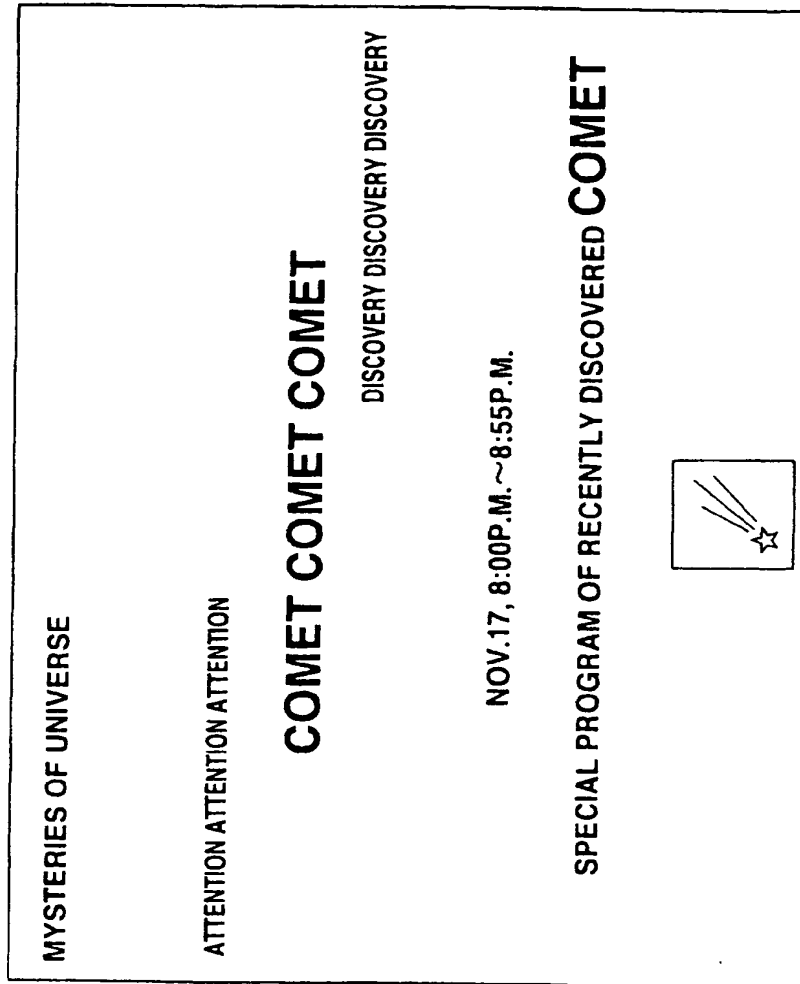 MYSTERIES OF UNIVERSE
ATTENTION ATTENTION ATTENTION
COMET COMET COMET
DISCOVERY DISCOVERY DISCOVERY
NOV.17, 8:00P.M.~8:55P.M.
SPECIAL PROGRAM OF RECENTLY DISCOVERED COMET